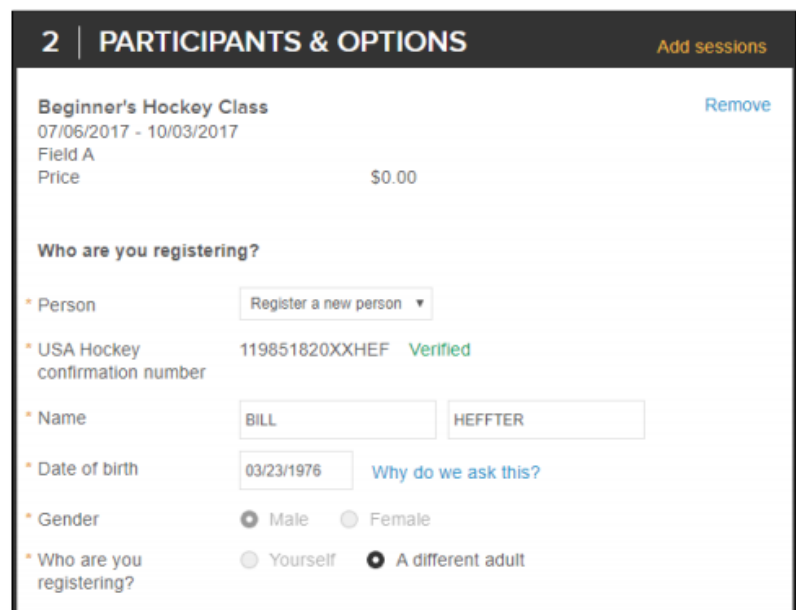 2 | PARTICIPANTS & OPTIONS Add sessions
Beginner's Hockey Class Remove
07/06/2017 - 10/03/2017
Field A
Price $0.00
Who are you registering?
* Person Register a new person ▼
* USA Hockey confirmation number 119851820XXHEF Verified
* Name BILL HEFFTER
* Date of birth 03/23/1976 Why do we ask this?
* Gender Male Female
* Who are you registering? Yourself A different adult